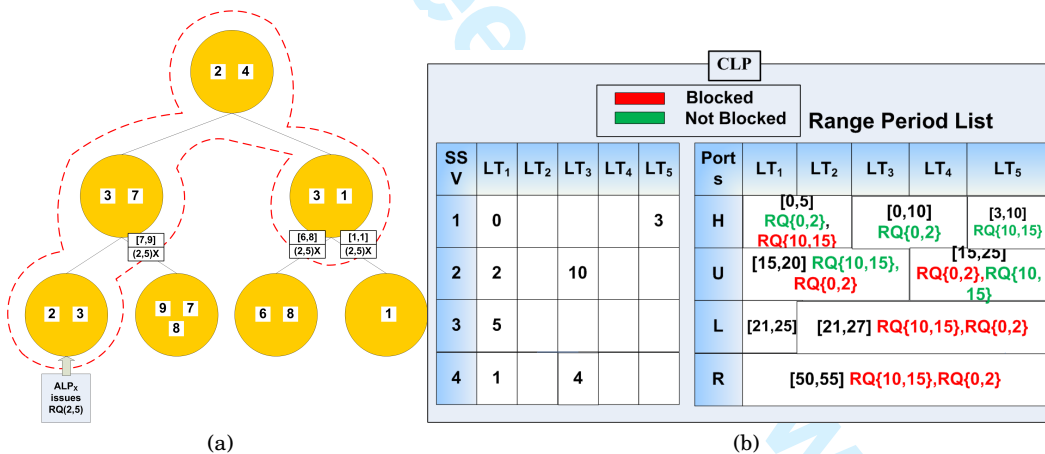 2 4
3 7
3 1
[7,9]
(2,5)X
[6,8]
(2,5)X
[1,1]
(2,5)X
2 3
9 7
8
6 8
1
ALPX
issues
RQ(2,5)
(a)
CLP
Blocked
Not Blocked
Range Period List
SS
V
LT1 LT2 LT3 LT4 LT5
1 0 3
2 2 10
3 5
4 1 4
Port
s
LT1 LT2 LT3 LT4 LT5
H
[0,5]
RQ{0,2},
RQ{10,15}
[0,10]
RQ{0,2}
[3,10]
RQ{10,15}
U
[15,20] RQ{10,15},
RQ{0,2}
[15,25]
RQ{0,2},RQ{10,
15}
L [21,25] [21,27] RQ{10,15},RQ{0,2}
R [50,55] RQ{10,15},RQ{0,2}
(b)